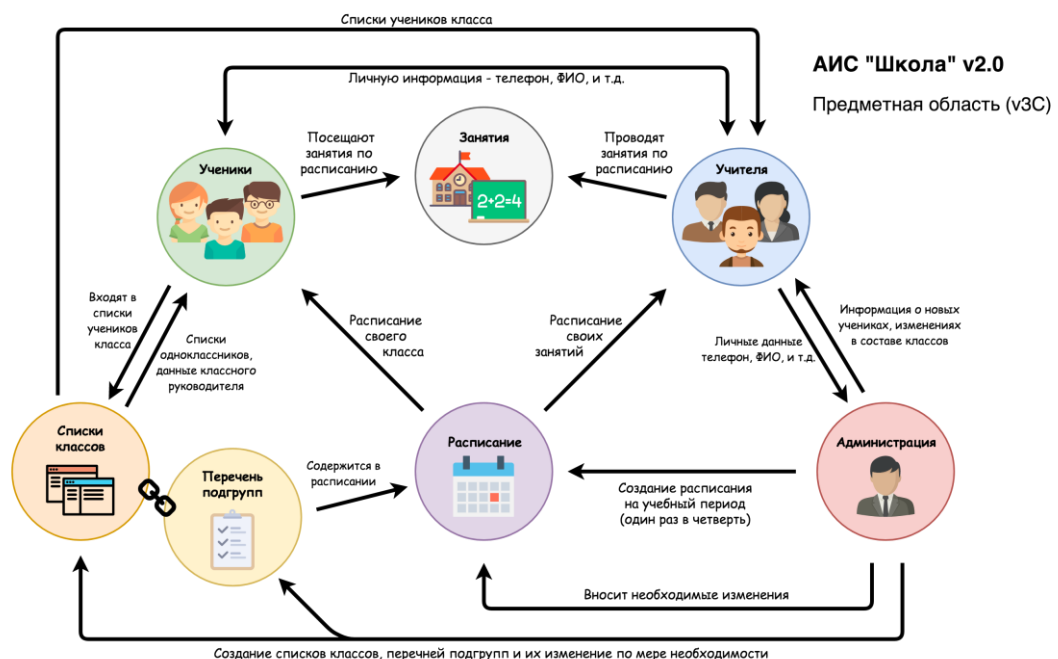 Списки учеников класса
АИС "Школа" v2.0
Предметная область (v3C)
Личную информация - телефон, ФИО, и т.д.
Посещают
занятия по
расписанию
Занятия
2+2=4
Проводят
занятия по
расписанию
Ученики
Учителя
Входят в
списки
учеников
класса
Списки
одноклассников,
данные классного
руководителя
Расписание
своего
класса
Расписание
своих
занятий
Личные данные
телефон, ФИО, и т.д.
Информация о новых
учениках, изменениях
в составе классов
Списки
классов
Перечень
подгрупп
Содержится в
расписании
Расписание
Создание расписания
на учебный период
(один раз в четверть)
Администрация
Вносит необходимые изменения
Создание списков классов, перечней подгрупп и их изменение по мере необходимости